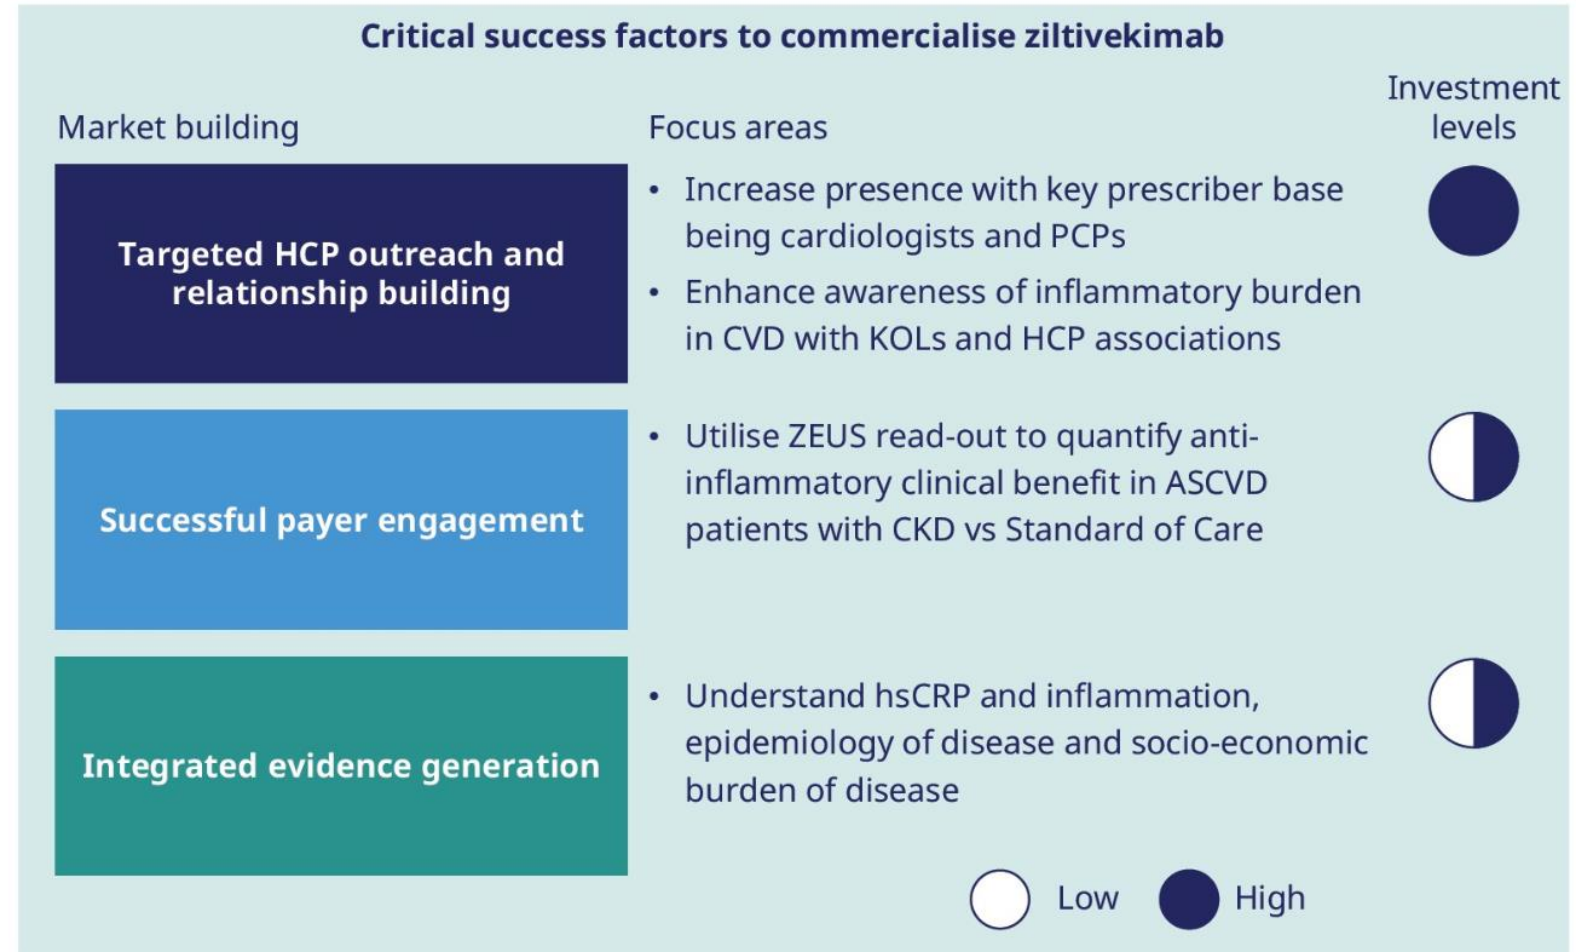 Critical success factors to commercialise ziltivekimab
Market building
Focus areas
Investment
levels
Targeted HCP outreach and
relationship building
• Increase presence with key prescriber base
being cardiologists and PCPs
• Enhance awareness of inflammatory burden
in CVD with KOLs and HCP associations
Successful payer engagement
• Utilise ZEUS read-out to quantify anti-
inflammatory clinical benefit in ASCVD
patients with CKD vs Standard of Care
Integrated evidence generation
• Understand hsCRP and inflammation,
epidemiology of disease and socio-economic
burden of disease
Low
High